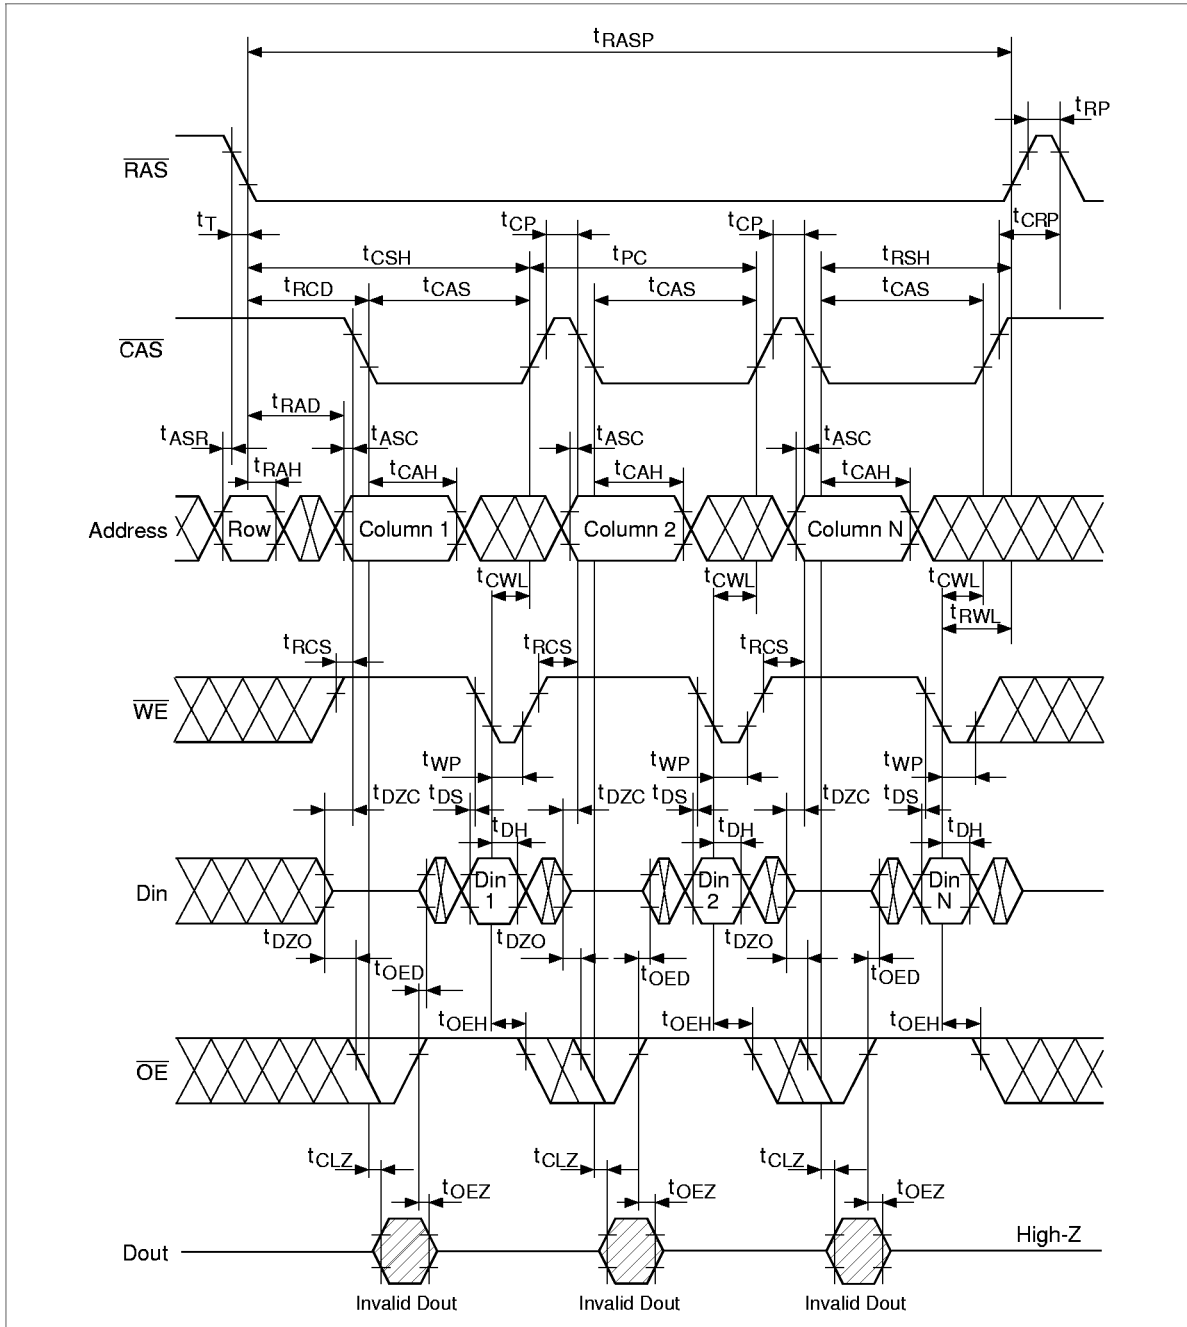 tRASP
tRP
RAS
tT
tCP
tCP
tCRP
tCSH
tPC
tRSH
tRCD
tCAS
tCAS
tCAS
CAS
tRAD
tASR
tASC
tASC
tASC
tRAH
tCAH
tCAH
tCAH
Address
Row
Column 1
Column 2
Column N
tCWL
tCWL
tCWL
tRWL
tRCS
tRCS
tRCS
WE
tWP
tWP
tWP
tDZC
tDS
tDZC
tDS
tDZC
tDS
tDH
tDH
tDH
Din
Din
1
Din
2
Din
N
tDZO
tDZO
tDZO
tOED
tOED
tOED
tOEH
tOEH
tOEH
OE
tCLZ
tCLZ
tCLZ
tOEZ
tOEZ
tOEZ
Dout
High-Z
Invalid Dout
Invalid Dout
Invalid Dout